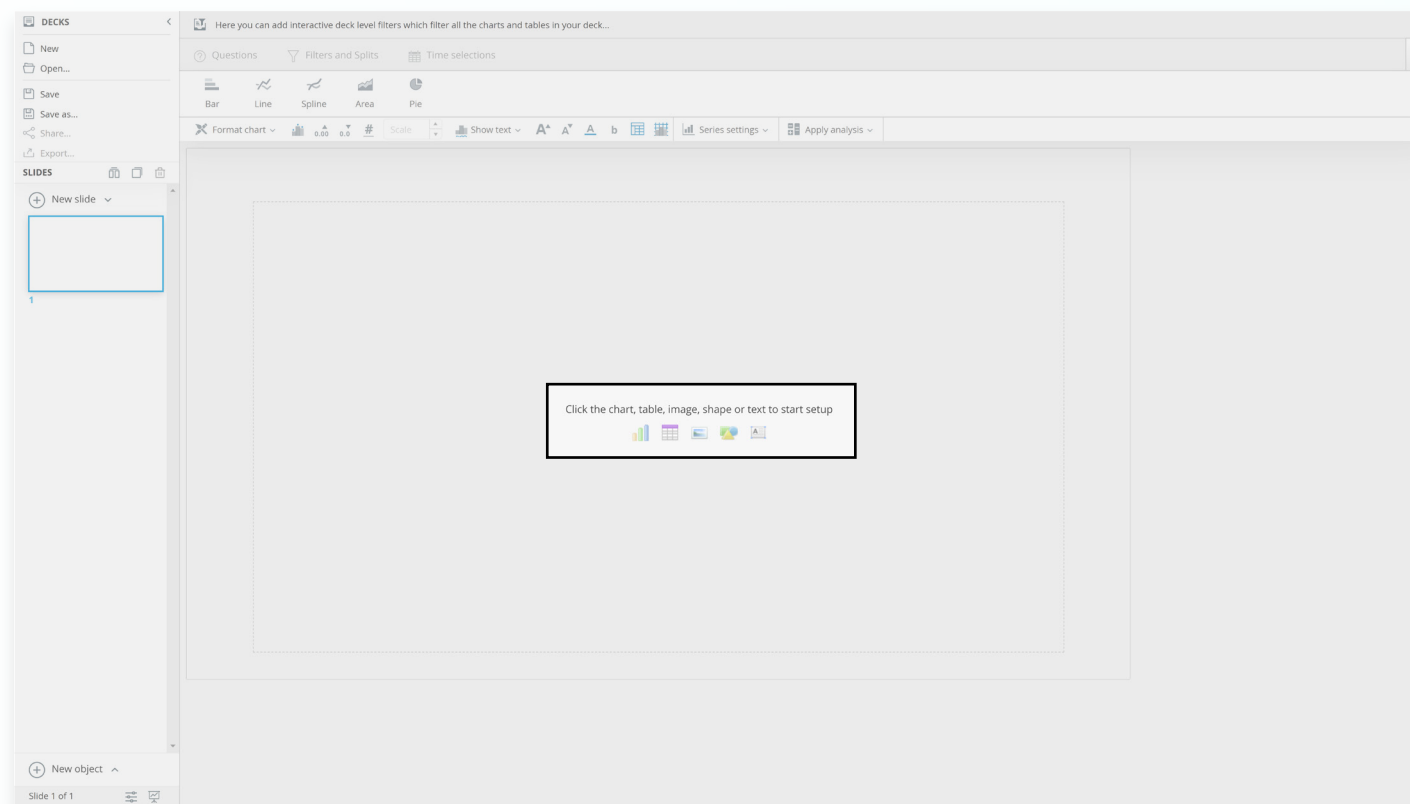 DECKS
Here you can add interactive deck level filters which filter all the charts and tables in your deck...
New
Open...
Questions Filters and Splits Time selections
Save
Save as...
Share...
Export...
Bar Line Spline Area Pie
Format chart 0.00 0.0 # Scale Show text A A A b Series settings Apply analysis
SLIDES
New slide
1
Click the chart, table, image, shape or text to start setup
A
New object
Slide 1 of 1